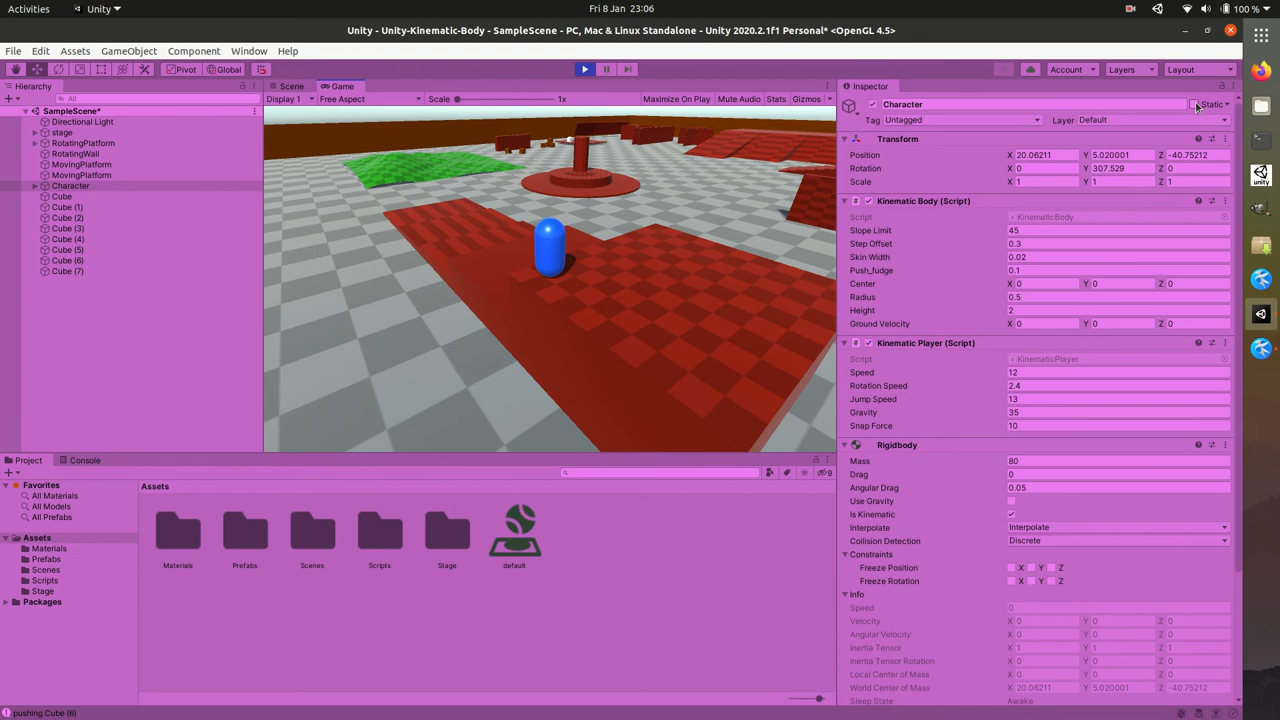 Activities Unity Fri 8 Jan 23:06 100 %
Unity - Unity-Kinematic-Body - SampleScene - PC, Mac & Linux Standalone - Unity 2020.2.1f1 Personal* <OpenGL 4.5>
File Edit Assets GameObject Component Window Help
Pivot Global Account Layers Layout
Hierarchy
All
SampleScene*
Directional Light
stage
RotatingPlatform
RotatingWall
MovingPlatform
MovingPlatform
Character
Cube
Cube (1)
Cube (2)
Cube (3)
Cube (4)
Cube (5)
Cube (6)
Cube (7)
Scene Game
Display 1 Free Aspect Scale 1x Maximize On Play Mute Audio Stats Gizmos
Inspector
Character Static
Tag Untagged Layer Default
Transform
Position X 20.06211 Y 5.020001 Z -40.75212
Rotation X 0 Y 307.529 Z 0
Scale X 1 Y 1 Z 1
Kinematic Body (Script)
Script KinematicBody
Slope Limit 45
Step Offset 0.3
Skin Width 0.02
Push_fudge 0.1
Center X 0 Y 0 Z 0
Radius 0.5
Height 2
Ground Velocity X 0 Y 0 Z 0
Kinematic Player (Script)
Script KinematicPlayer
Speed 12
Rotation Speed 2.4
Jump Speed 13
Gravity 35
Snap Force 10
Rigidbody
Mass 80
Drag 0
Angular Drag 0.05
Use Gravity
Is Kinematic
Interpolate Interpolate
Collision Detection Discrete
Constraints
Freeze Position X Y Z
Freeze Rotation X Y Z
Info
Speed 0
Velocity X 0 Y 0 Z 0
Angular Velocity X 0 Y 0 Z 0
Inertia Tensor X 1 Y 1 Z 1
Inertia Tensor Rotation X 0 Y 0 Z 0
Local Center of Mass X 0 Y 0 Z 0
World Center of Mass X 20.06211 Y 5.020001 Z -40.75212
Sleep State Awake
Project Console
9
Favorites
All Materials
All Models
All Prefabs
Assets
Materials
Prefabs
Scenes
Scripts
Stage
Packages
Assets
Materials Prefabs Scenes Scripts Stage default
pushing Cube (6)
unity